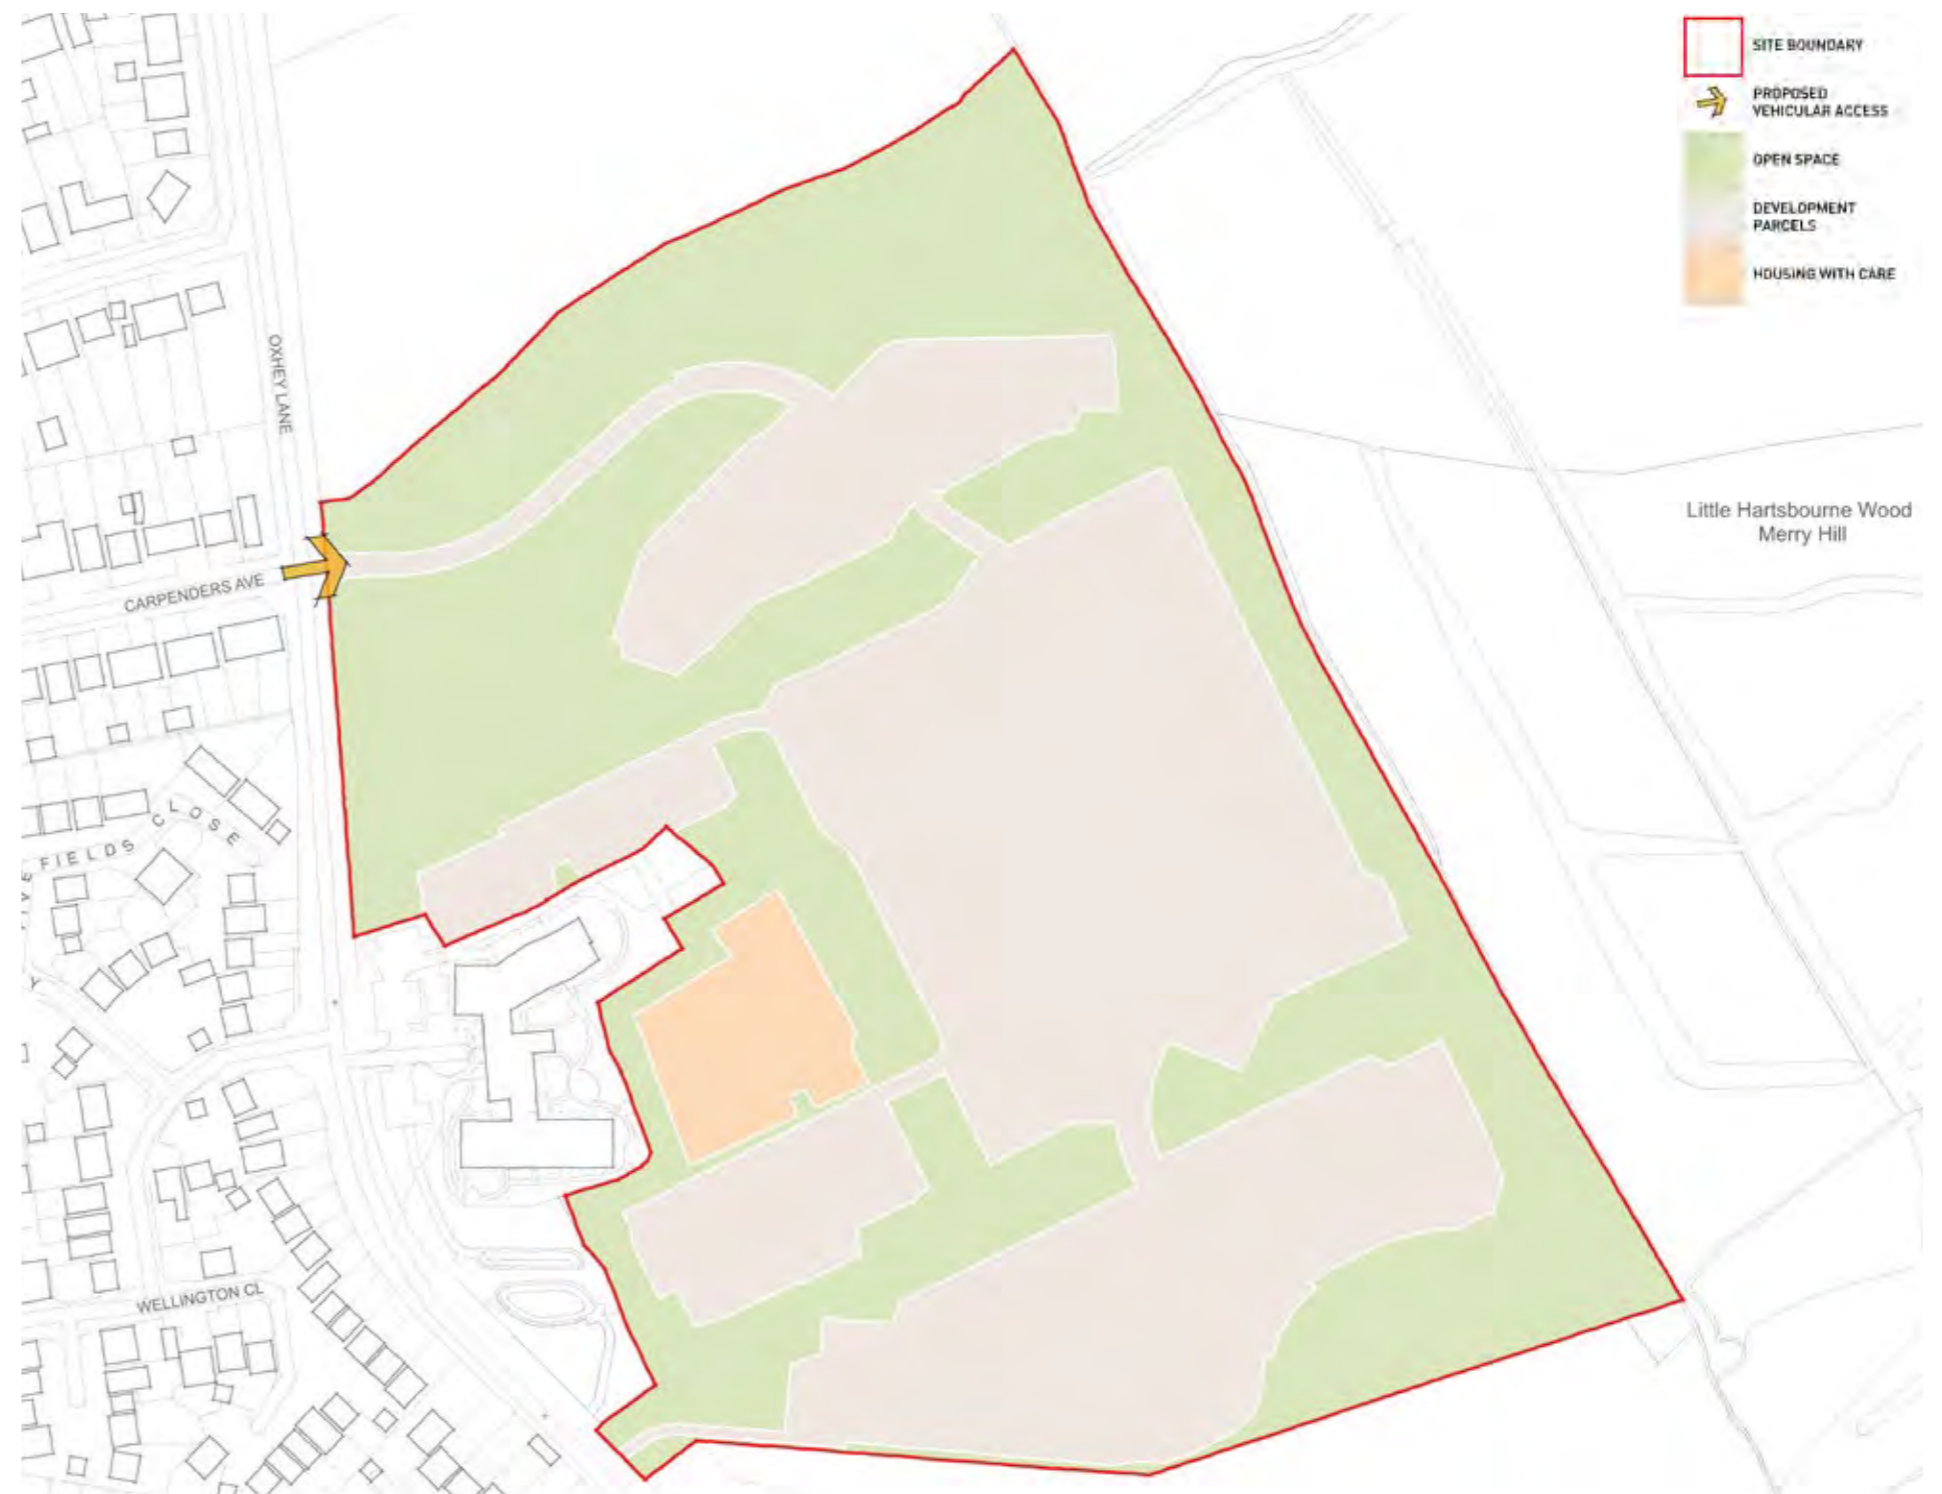 SITE BOUNDARY
PROPOSED
VEHICULAR ACCESS
OPEN SPACE
DEVELOPMENT
PARCELS
HOUSING WITH CARE
OXHEY LANE
Little Hartsbourne Wood
Merry Hill
CARPENDERS AVE
FIELDS CLOSE
WELLINGTON CL